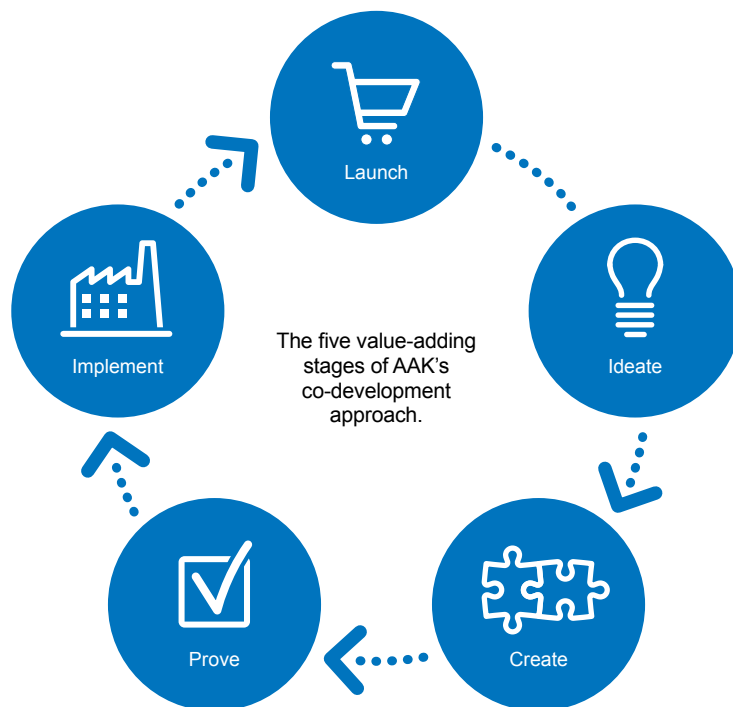 Launch
Implement
Ideate
The five value-adding
stages of AAK’s
co-development
approach.
Prove
Create